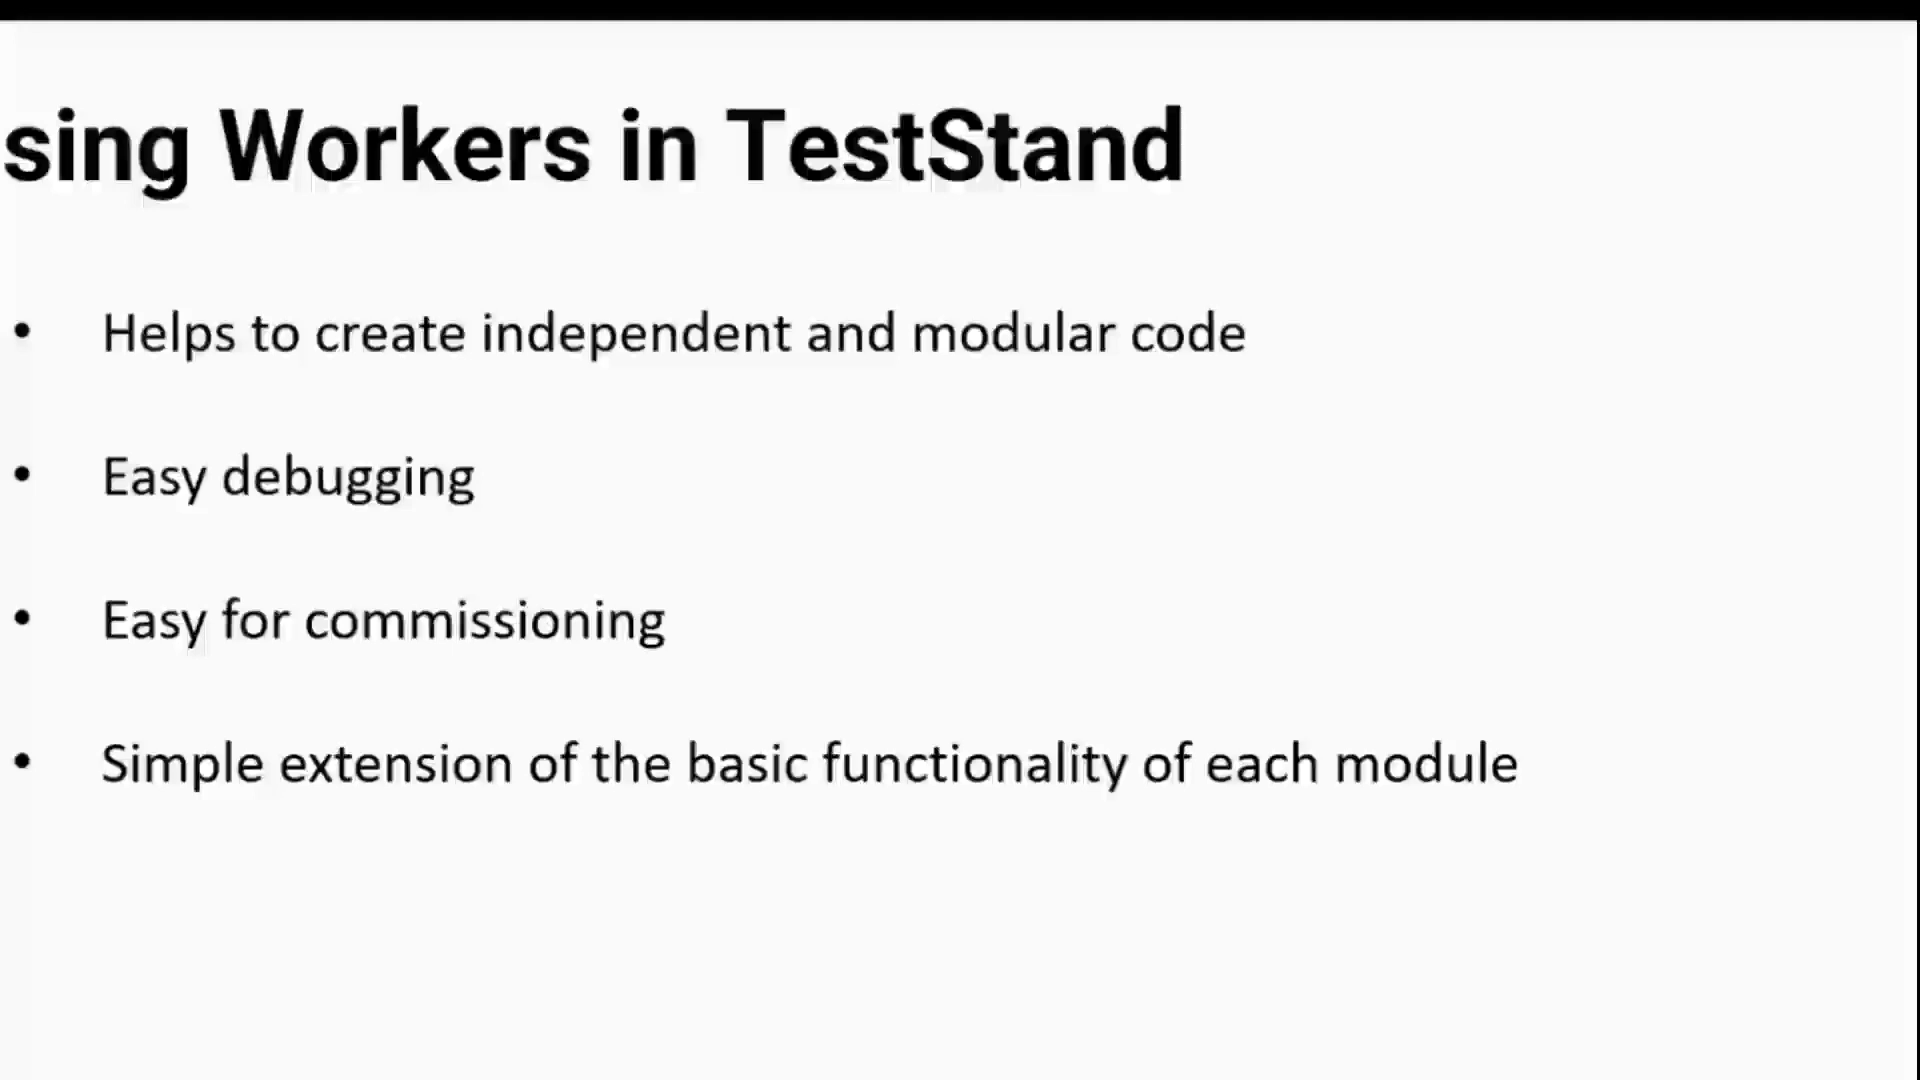 sing Workers in TestStand
• Helps to create independent and modular code
• Easy debugging
• Easy for commissioning
• Simple extension of the basic functionality of each module